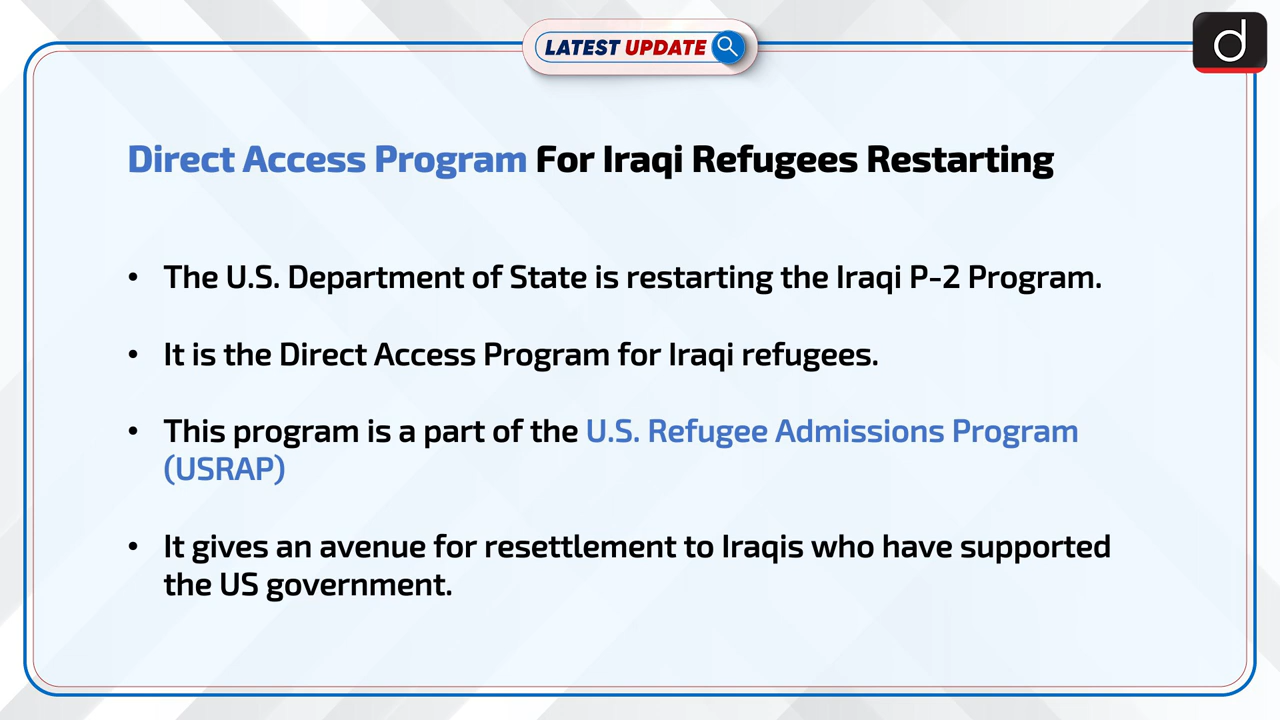 LATEST UPDATE
d
Direct Access Program For Iraqi Refugees Restarting
• The U.S. Department of State is restarting the Iraqi P-2 Program.
• It is the Direct Access Program for Iraqi refugees.
• This program is a part of the U.S. Refugee Admissions Program
(USRAP)
• It gives an avenue for resettlement to Iraqis who have supported
the US government.